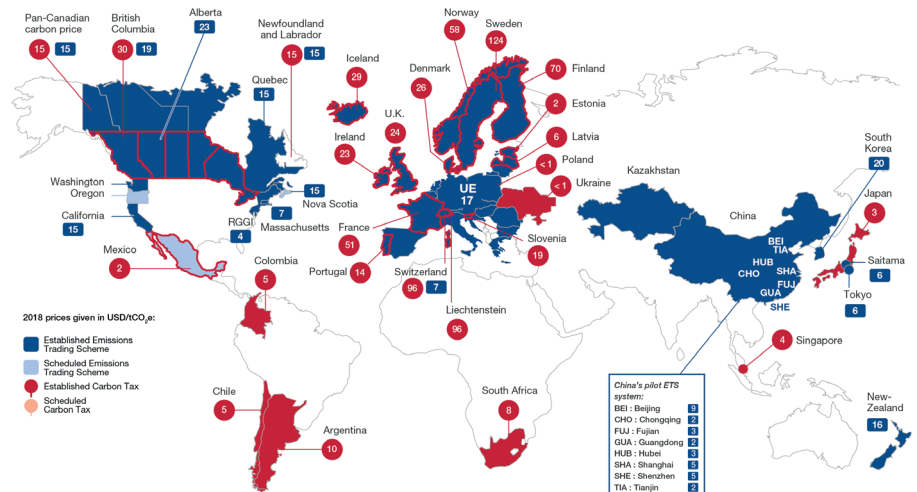 Pan-Canadian
carbon price
15 15
British
Columbia
30 19
Alberta
23
Newfoundland
and Labrador
15 15
Quebec
15
Washington
Oregon
California
15
Mexico
2
RGGI
4
7
Massachusetts
15
Nova Scotia
Colombia
5
Chile
5
Argentina
10
Iceland
29
Ireland
23
U.K.
24
Denmark
26
Norway
58
Sweden
124
70 Finland
2 Estonia
6 Latvia
< 1 Poland
< 1 Ukraine
UE
17
France
51
Portugal 14
Switzerland
96 7
Liechtenstein
96
Slovenia
19
South Africa
8
Kazakhstan
China
BEI
TIA
HUB
CHO
SHA
FUJ
GUA
SHE
South
Korea
20
Japan
3
Saitama
6
Tokyo
6
4 Singapore
New-
Zealand
16
2018 prices given in USD/tCO2e:
Established Emissions
Trading Scheme
Scheduled Emissions
Trading Scheme
Established Carbon Tax
Scheduled
Carbon Tax
China's pilot ETS
system:
BEI : Beijing 9
CHO : Chongqing 2
FUJ : Fujian 3
GUA : Guangdong 2
HUB : Hubei 3
SHA : Shanghai 5
SHE : Shenzhen 5
TIA : Tianjin 2